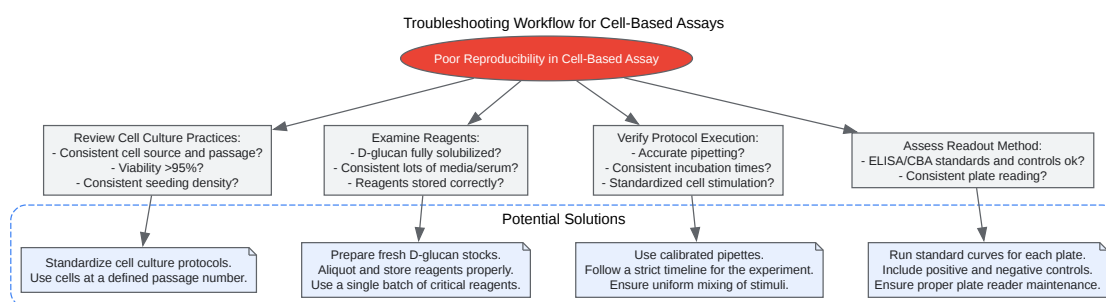 Troubleshooting Workflow for Cell-Based Assays
Poor Reproducibility in Cell-Based Assay
Review Cell Culture Practices:
- Consistent cell source and passage?
- Viability >95%?
- Consistent seeding density?
Examine Reagents:
- D-glucan fully solubilized?
- Consistent lots of media/serum?
- Reagents stored correctly?
Verify Protocol Execution:
- Accurate pipetting?
- Consistent incubation times?
- Standardized cell stimulation?
Assess Readout Method:
- ELISA/CBA standards and controls ok?
- Consistent plate reading?
Potential Solutions
Standardize cell culture protocols.
Use cells at a defined passage number.
Prepare fresh D-glucan stocks.
Aliquot and store reagents properly.
Use a single batch of critical reagents.
Use calibrated pipettes.
Follow a strict timeline for the experiment.
Ensure uniform mixing of stimuli.
Run standard curves for each plate.
Include positive and negative controls.
Ensure proper plate reader maintenance.